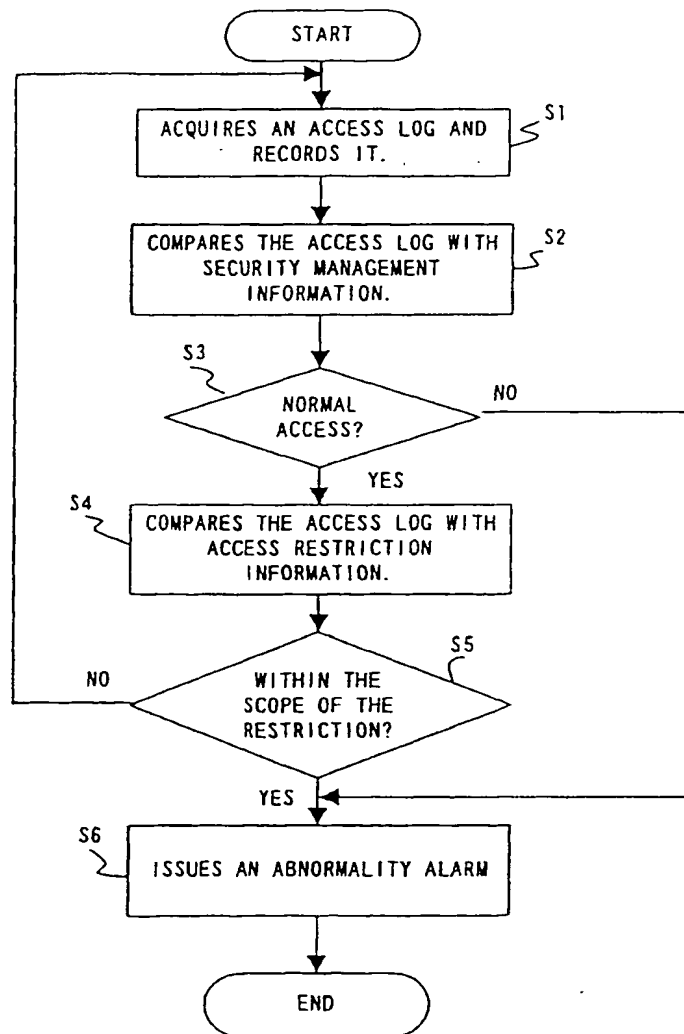 START
S1
ACQUIRES AN ACCESS LOG AND
RECORDS IT.
S2
COMPARES THE ACCESS LOG WITH
SECURITY MANAGEMENT
INFORMATION.
S3
NORMAL
ACCESS?
NO
YES
S4
COMPARES THE ACCESS LOG WITH
ACCESS RESTRICTION
INFORMATION.
S5
NO
WITHIN THE
SCOPE OF THE
RESTRICTION?
YES
S6
ISSUES AN ABNORMALITY ALARM
END